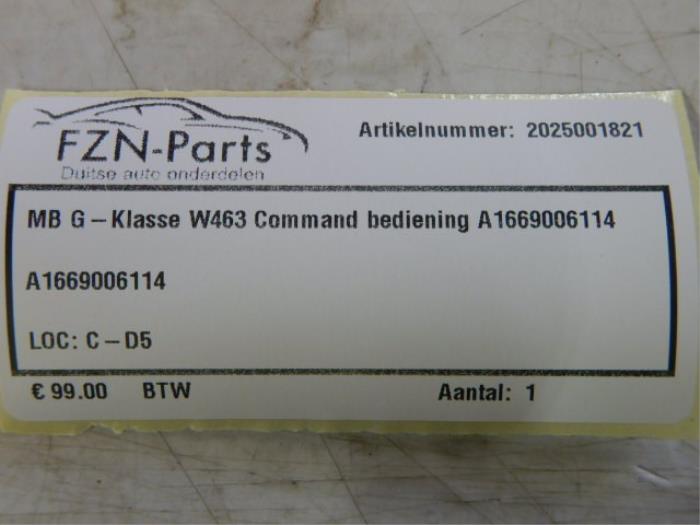 FZN-Parts
Duitse auto onderdelen
Artikelnummer: 2025001821
MB G-Klasse W463 Command bediening A1669006114
A1669006114
LOC: C-D5
€ 99.00 BTW Aantal: 1